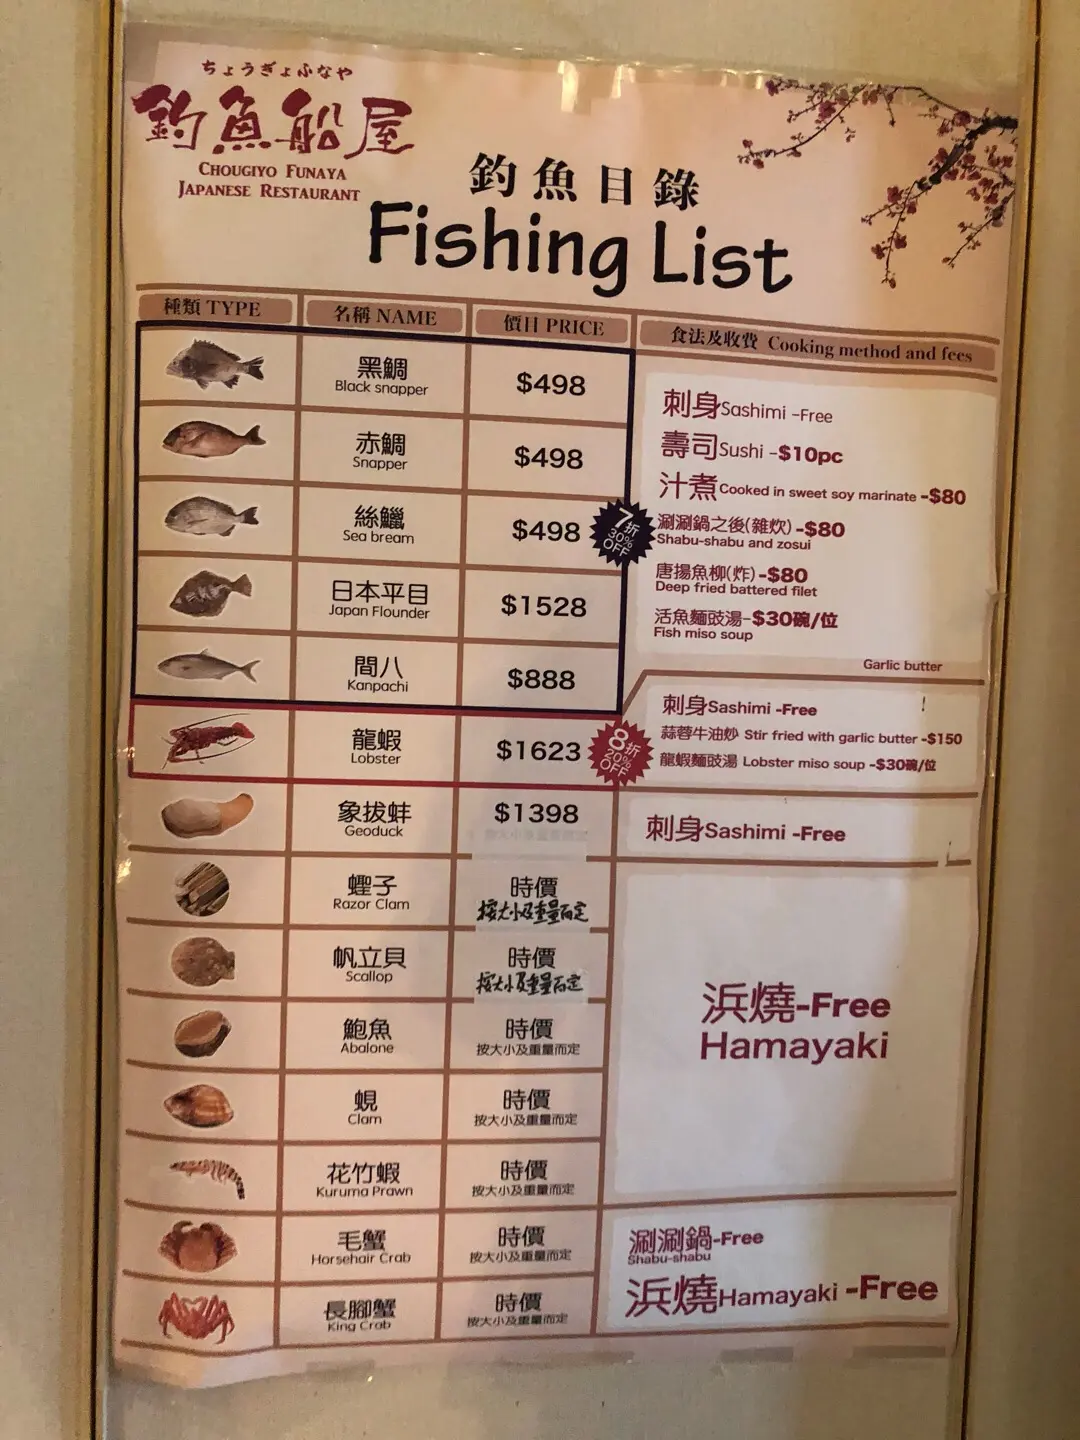 ちょうぎょふなや
釣魚船屋
CHOUGIYO FUNAYA
JAPANESE RESTAURANT
釣魚目錄
Fishing List
種類 TYPE
名稱 NAME
價目 PRICE
食法及收費 Cooking method and fees
黑鯛
Black snapper
$498
赤鯛
Snapper
$498
絲鱲
Sea bream
$498
日本平目
Japan Flounder
$1528
間八
Kanpachi
$888
7折
30%
OFF
刺身Sashimi -Free
壽司Sushi -$10pc
汁煮Cooked in sweet soy marinate -$80
涮涮鍋之後(雜炊)-$80
Shabu-shabu and zosui
唐揚魚柳(炸)-$80
Deep fried battered filet
活魚麵豉湯-$30碗/位
Fish miso soup
Garlic butter
龍蝦
Lobster
$1623
8折
20%
OFF
刺身Sashimi -Free
蒜蓉牛油炒 Stir fried with garlic butter -$150
龍蝦麵豉湯 Lobster miso soup -$30碗/位
象拔蚌
Geoduck
$1398
刺身Sashimi -Free
蟶子
Razor Clam
時價
按大小及重量而定
帆立貝
Scallop
時價
按大小及重量而定
鮑魚
Abalone
時價
按大小及重量而定
蜆
Clam
時價
按大小及重量而定
花竹蝦
Kuruma Prawn
時價
按大小及重量而定
浜燒-Free
Hamayaki
毛蟹
Horsehair Crab
時價
按大小及重量而定
長腳蟹
King Crab
時價
按大小及重量而定
涮涮鍋-Free
Shabu-shabu
浜燒Hamayaki -Free